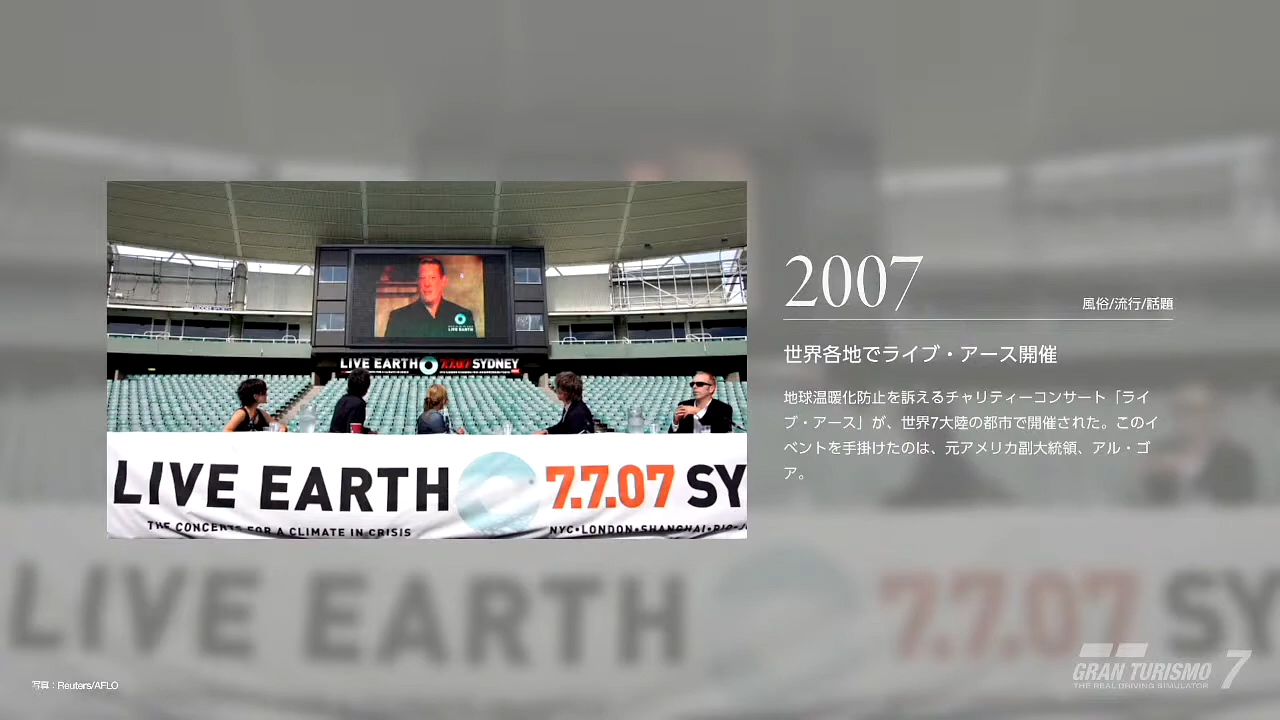 LIVE EARTH 7.7.07 SYDNEY
LIVE EARTH 7.7.07 SY
THE CONCERTS FOR A CLIMATE IN CRISIS
NYC•LONDON•SHANGHAI•RIO•
2007
風俗/流行/話題
世界各地でライブ・アース開催
地球温暖化防止を訴えるチャリティーコンサート「ライ
ブ・アース」が、世界7大陸の都市で開催された。このイ
ベントを手掛けたのは、元アメリカ副大統領、アル・ゴ
ア。
写真：Reuters/AFLO
GRAN TURISMO 7
THE REAL DRIVING SIMULATOR